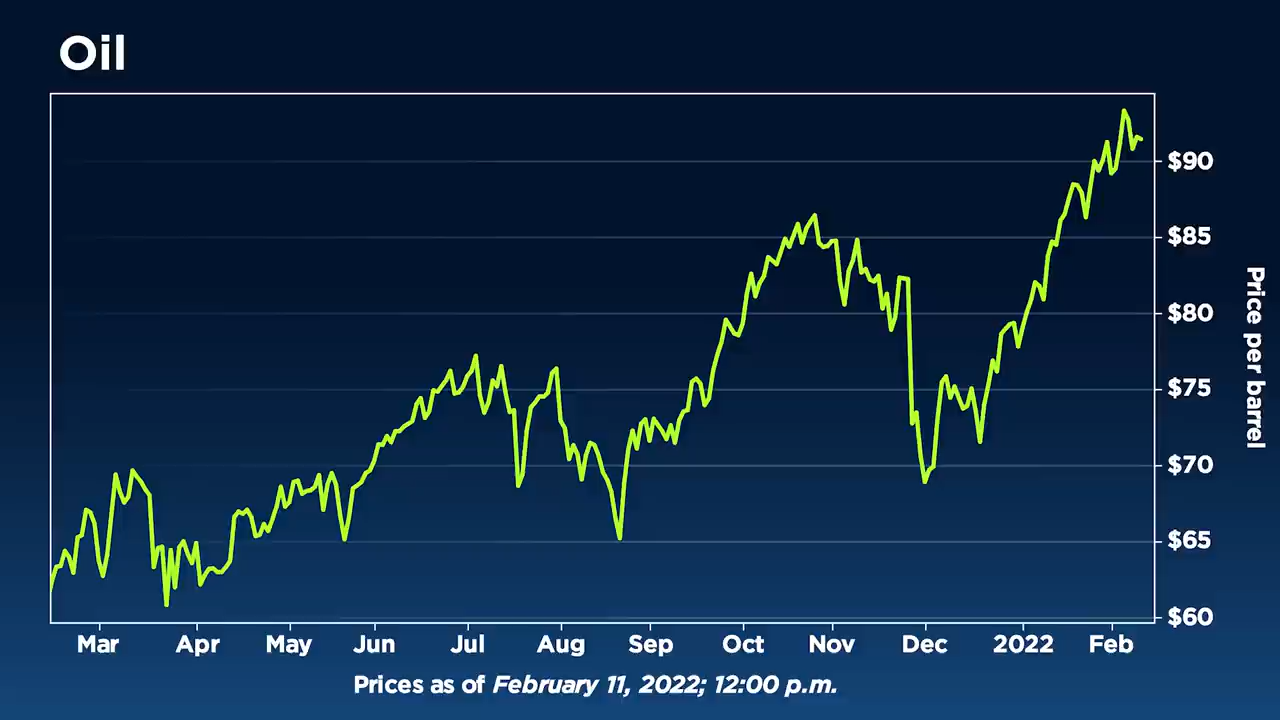 Oil
$90
$85
$80
$75
$70
$65
$60
Price per barrel
Mar Apr May Jun Jul Aug Sep Oct Nov Dec 2022 Feb
Prices as of February 11, 2022; 12:00 p.m.